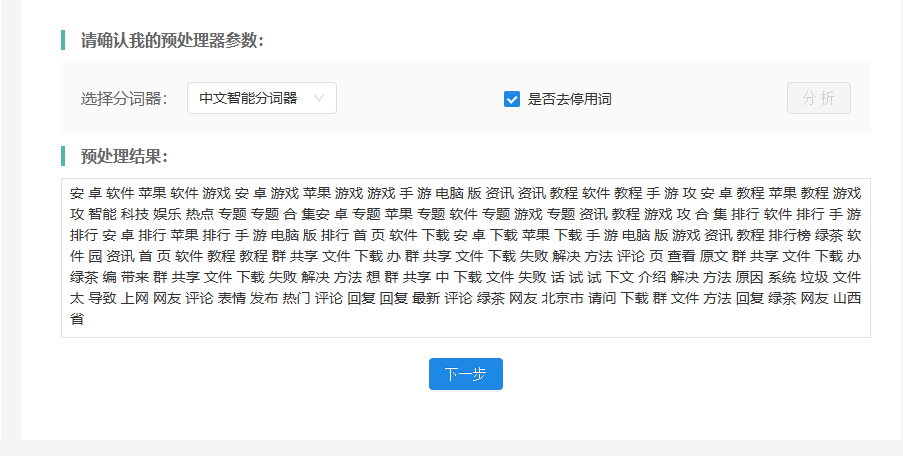 请确认我的预处理器参数:
选择分词器: 中文智能分词器 是否去停用词 分 析
预处理结果:
安 卓 软件 苹果 软件 游戏 安 卓 游戏 苹果 游戏 游戏 手 游 电脑 版 资讯 资讯 教程 软件 教程 手 游 攻 安 卓 教程 苹果 教程 游戏
攻 智能 科技 娱乐 热点 专题 专题 合 集安 卓 专题 苹果 专题 软件 专题 游戏 专题 资讯 教程 游戏 攻 合 集 排行 软件 排行 手 游
排行 安 卓 排行 苹果 排行 手 游 电脑 版 排行 首 页 软件 下载 安 卓 下载 苹果 下载 手 游 电脑 版 游戏 资讯 教程 排行榜 绿茶 软
件 园 资讯 首 页 软件 教程 教程 群 共享 文件 下载 办 群 共享 文件 下载 失败 解决 方法 评论 页 查看 原文 群 共享 文件 下载 办
绿茶 编 带来 群 共享 文件 下载 失败 解决 方法 想 群 共享 中 下载 文件 失败 话 试 试 下文 介绍 解决 方法 原因 系统 垃圾 文件
太 导致 上网 网友 评论 表情 发布 热门 评论 回复 回复 最新 评论 绿茶 网友 北京市 请问 下载 群 文件 方法 回复 绿茶 网友 山西
省
下一步